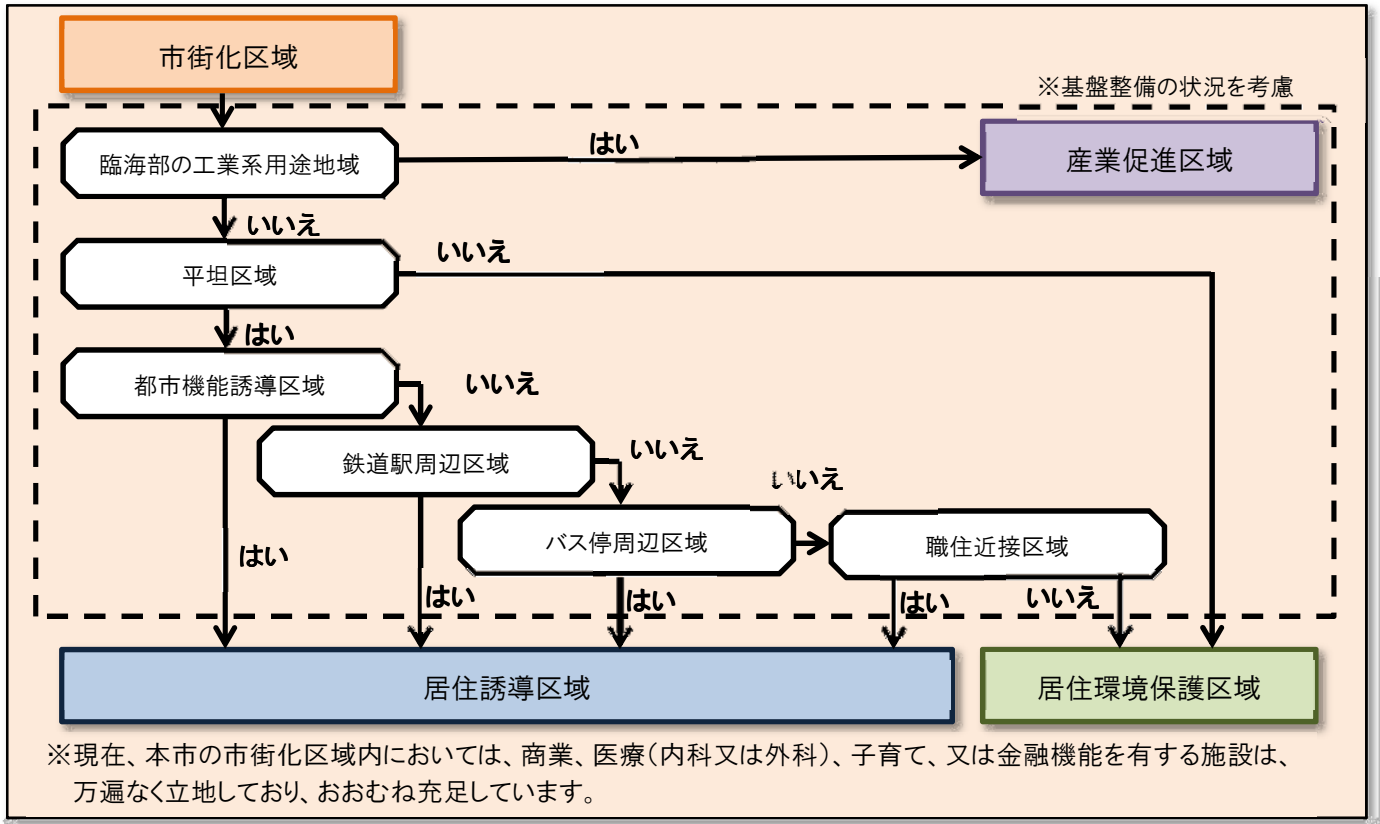 市街化区域
※基盤整備の状況を考慮
臨海部の工業系用途地域
はい
産業促進区域
いいえ
平坦区域
いいえ
はい
都市機能誘導区域
いいえ
鉄道駅周辺区域
いいえ
いいえ
バス停周辺区域
職住近接区域
はい
はい
はい
はい
いいえ
居住誘導区域
居住環境保護区域
※現在、本市の市街化区域内においては、商業、医療(内科又は外科)、子育て、又は金融機能を有する施設は、
万遍なく立地しており、おおむね充足しています。